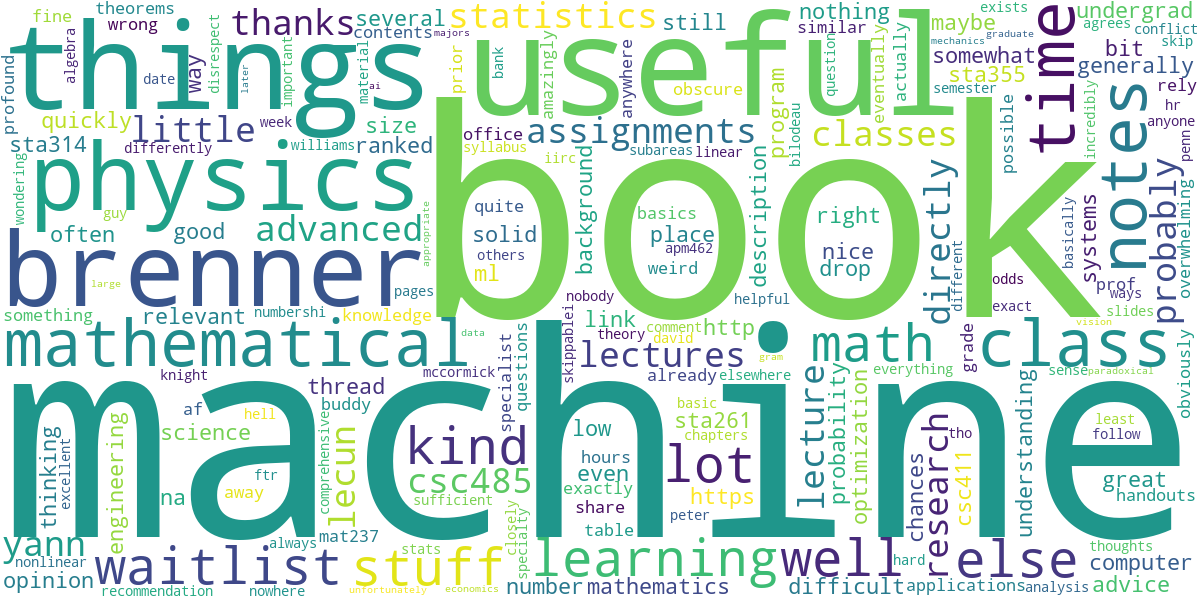 theorems
wrong
thanks
several
contents
majors
statistics
still
nothing
similar
exists
agrees
undergrad
conflict
skip
fine
algebra
profound
things
way
date
later
disrespect
important
material
ai
prior
bank
useful
amazingly
anywhere
obscure
maybe
program
question
eventually
actually
mechanics
graduate
somewhat
sta355
semester
time
bit
generally
rely
hr
anyone
penn
incredibly
quickly
little
week
size
sta314
differently
williams
ranked
office
syllabus
iirc
assignments
subareas
linear
classes
bilodeau
possible
wondering
physics
guy
often
good
advanced
appropriate
book
quite
solid
others
ml
background
basics
place
apm462
weird
description
right
nice
drop
directly
different
odds
basically
systems
notes
probably
overwhelming
prof
ways
exact
slides
vision
brenner
large
pages
numbershi
something
relevant
knowledge
link
nobody
helpful
theory
comment
david
http
mathematical
mccormick
knight
thread
buddy
specialist
questions
skippablei
lectures
already
elsewhere
gram
data
math
everything
grade
class
sense
paradoxical
obviously
machine
af
hell
science
na
away
ftr
thinking
excellent
engineering
comprehensive
lecun
kind
csc485
sufficient
low
hours
even
exactly
share
table
basic
sta261
chapters
lot
https
peter
lecture
probability
optimization
chances
research
tho
csc411
understanding
least
follow
great
handouts
yann
nonlinear
opinion
waitlist
recommendation
nowhere
always
mat237
stats
stuff
unfortunately
economics
closely
specialty
learning
number
mathematics
well
difficult
hard
applications
else
analysis
thoughts
computer
advice